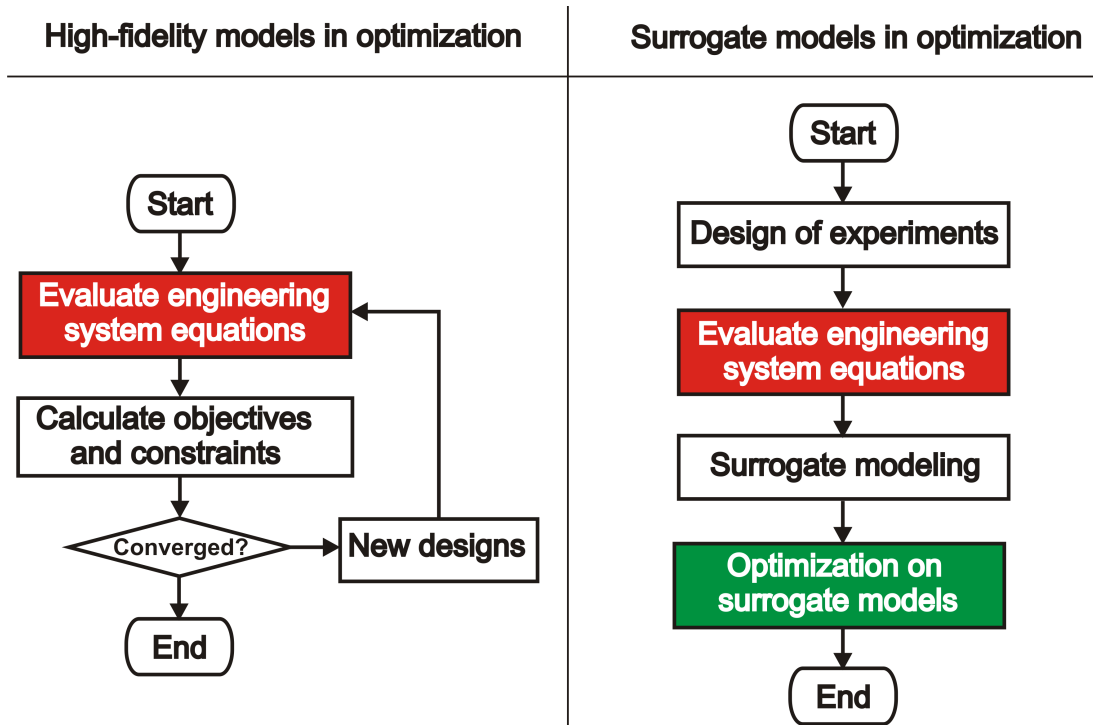 High-fidelity models in optimization
Start
Evaluate engineering
system equations
Calculate objectives
and constraints
Converged?
New designs
End
Surrogate models in optimization
Start
Design of experiments
Evaluate engineering
system equations
Surrogate modeling
Optimization on
surrogate models
End